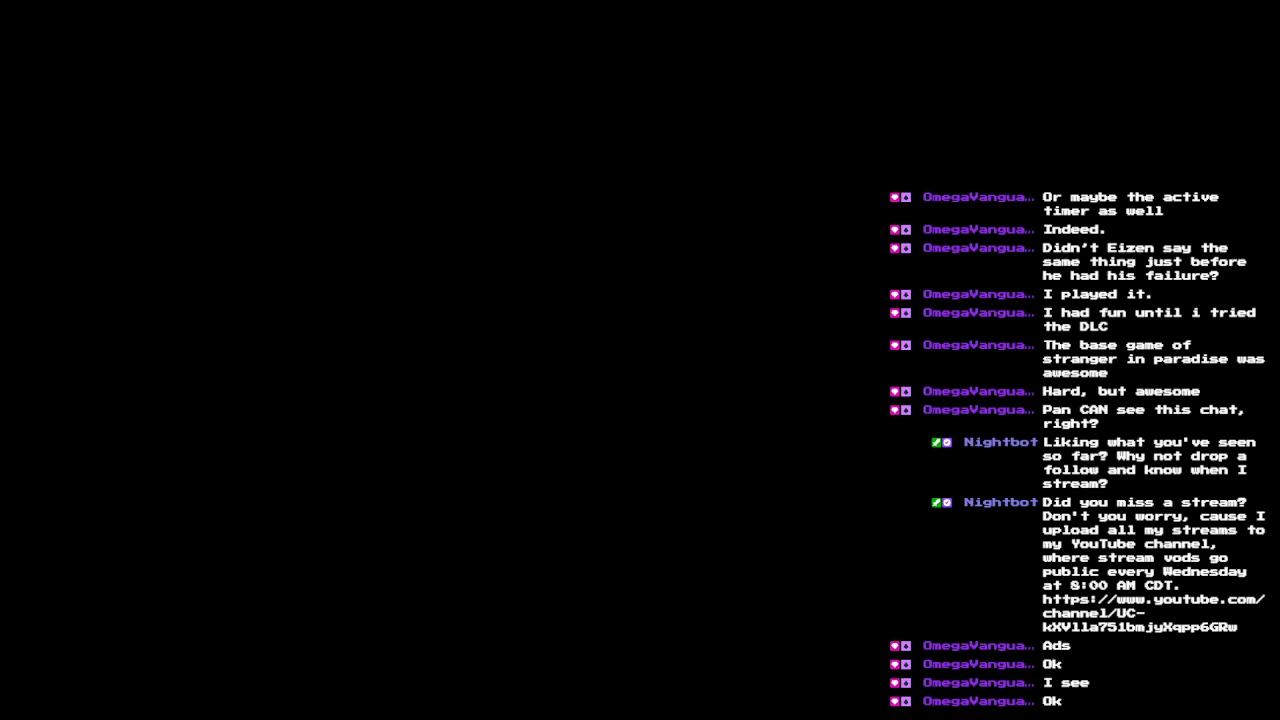 OmegaVangua... Or maybe the active
timer as well
OmegaVangua... Indeed.
OmegaVangua... Didn't Eizen say the
same thing just before
he had his failure?
OmegaVangua... I played it.
OmegaVangua... I had fun until i tried
the DLC
OmegaVangua... The base game of
stranger in paradise was
awesome
OmegaVangua... Hard, but awesome
OmegaVangua... Pan CAN see this chat,
right?
Nightbot Liking what you've seen
so far? Why not drop a
follow and know when I
stream?
Nightbot Did you miss a stream?
Don't you worry, cause I
upload all my streams to
my YouTube channel,
where stream vods go
public every Wednesday
at 8:00 AM CDT.
https://www.youtube.com/
channel/UC-
kXVlla751bmjyXqpp6GRw
OmegaVangua... Ads
OmegaVangua... Ok
OmegaVangua... I see
OmegaVangua... Ok